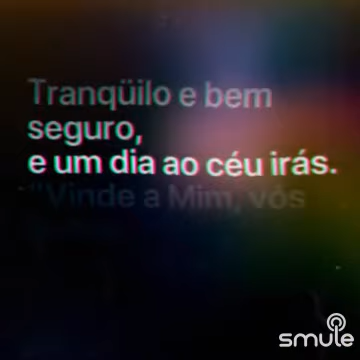 Tranqüilo e bem
seguro,
e um dia ao céu irás.
"Vinde a Mim, vós
smule